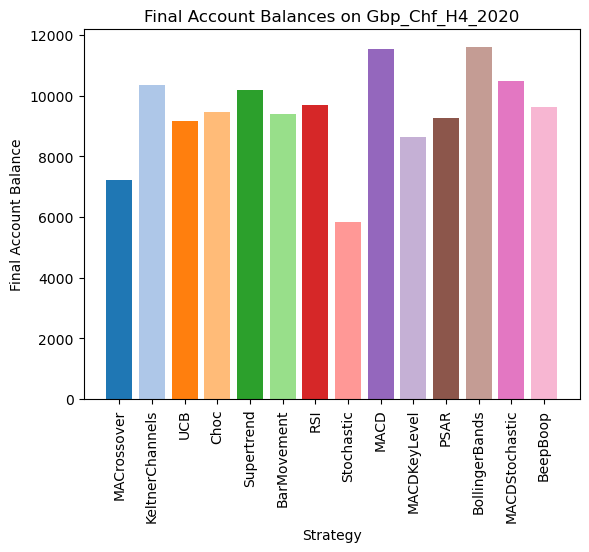 Final Account Balances on Gbp_Chf_H4_2020
Final Account Balance
12000
10000
8000
6000
4000
2000
0
MACrossover
KeltnerChannels
UCB
Choc
Supertrend
BarMovement
RSI
Stochastic
MACD
MACDKeyLevel
PSAR
BollingerBands
MACDStochastic
BeepBoop
Strategy